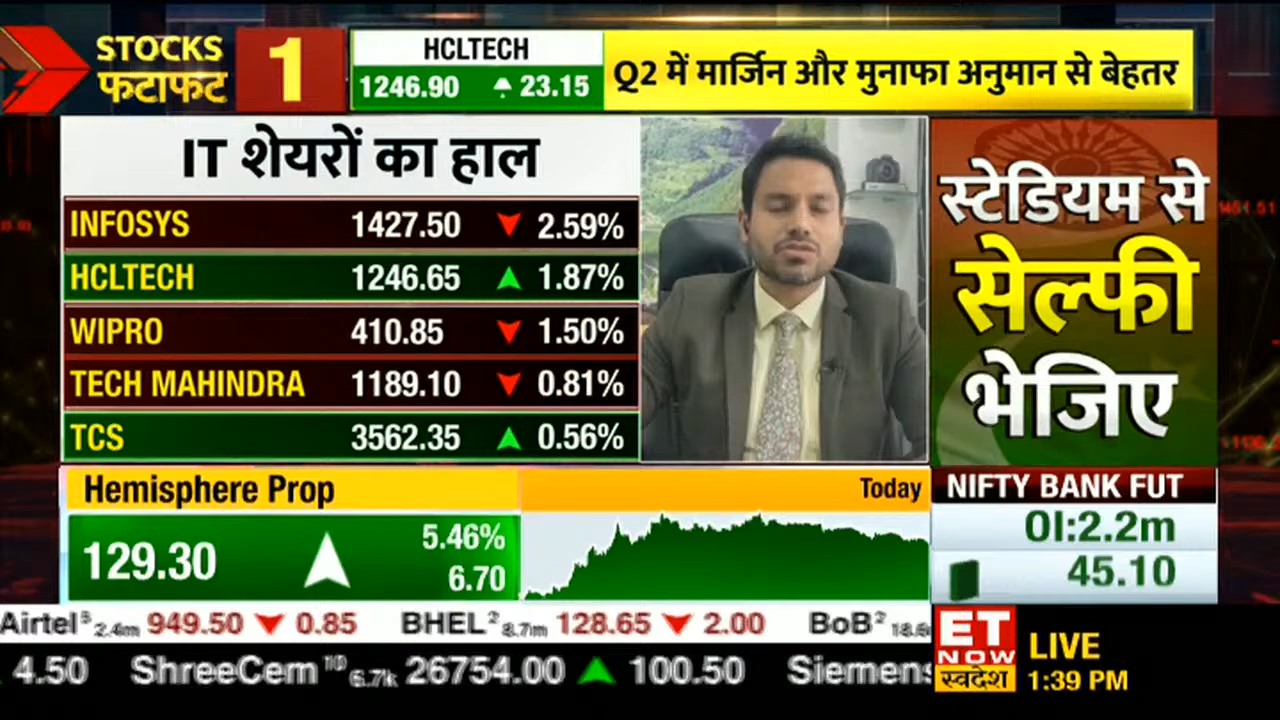 STOCKS
फटाफट
1
HCLTECH
1246.90 23.15
Q2 में मार्जिन और मुनाफा अनुमान से बेहतर
IT शेयरों का हाल
INFOSYS 1427.50 2.59%
HCLTECH 1246.65 1.87%
WIPRO 410.85 1.50%
TECH MAHINDRA 1189.10 0.81%
TCS 3562.35 0.56%
स्टेडियम से
सेल्फी
भेजिए
Hemisphere Prop Today
129.30 5.46%
6.70
NIFTY BANK FUT
OI:2.2m
45.10
Airtel 2.4m 949.50 0.85 BHEL 2 8.7m 128.65 2.00 BoB 2
4.50 ShreeCem 10 6.7k 26754.00 100.50 Siemens
ET
NOW
स्वदेश
LIVE
1:39 PM